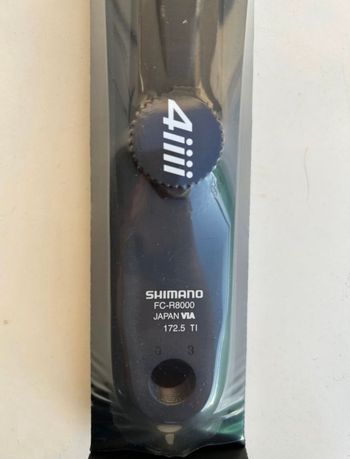 4iiii
SHIMANO
FC-R8000
JAPAN VIA
172.5 TI